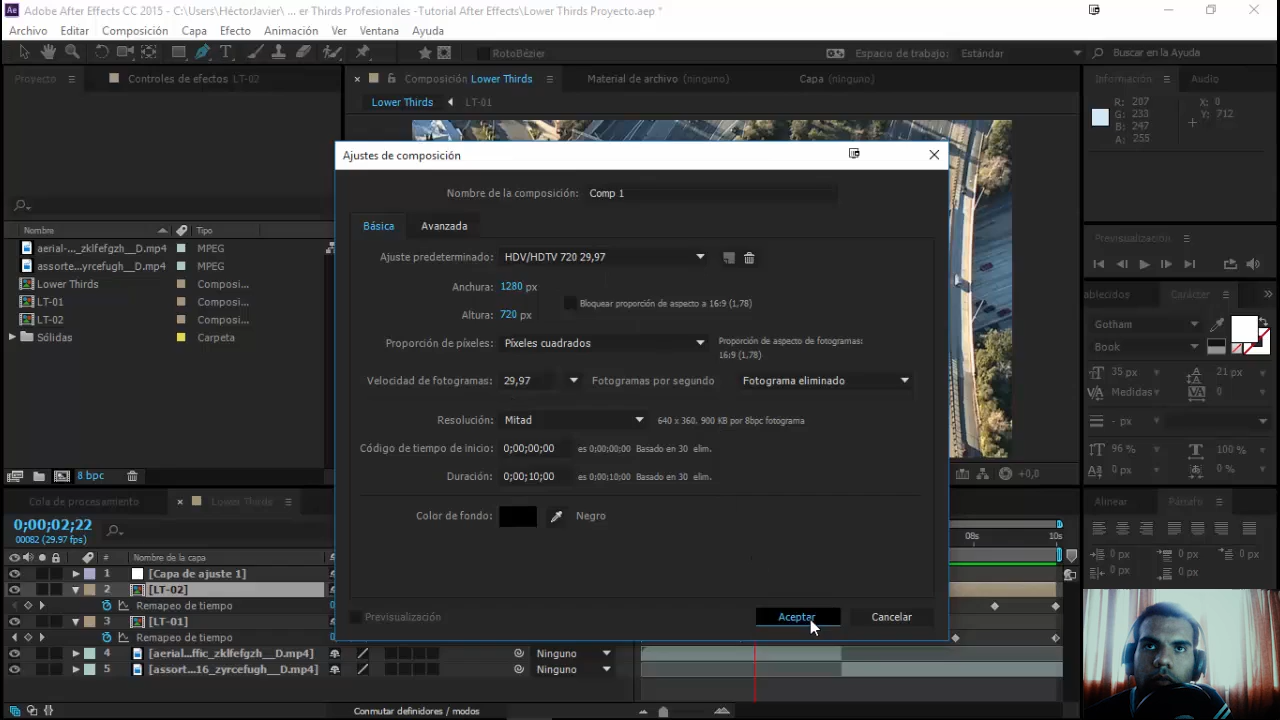 Adobe After Effects CC 2015 - C:\Users\HéctorJavier\ ... er Thirds Profesionales -Tutorial After Effects\Lower Thirds Proyecto.aep *
Archivo Editar Composición Capa Efecto Animación Ver Ventana Ayuda
RotoBézier
Espacio de trabajo: Estándar
Buscar en la Ayuda
Proyecto
Controles de efectos LT-02
Composición Lower Thirds
Material de archivo (ninguno)
Capa (ninguno)
Información
Audio
Lower Thirds
LT-01
R: 207
G: 233
B: 247
A: 255
X: 0
Y: 712
Ajustes de composición
Nombre de la composición: Comp 1
Básica
Avanzada
Ajuste predeterminado: HDV/HDTV 720 29,97
Anchura: 1280 px
Bloquear proporción de aspecto a 16:9 (1,78)
Altura: 720 px
Proporción de píxeles: Píxeles cuadrados
Proporción de aspecto de fotogramas:
16:9 (1,78)
Velocidad de fotogramas: 29,97
Fotogramas por segundo
Fotograma eliminado
Resolución: Mitad
640 x 360, 900 KB por 8bpc fotograma
Código de tiempo de inicio: 0;00;00;00 es 0;00;00;00 Basado en 30 elim.
Duración: 0;00;10;00 es 0;00;10;00 Basado en 30 elim.
Color de fondo: Negro
Previsualización
Aceptar
Cancelar
Nombre
Tipo
aerial-..._zklfefgzh__D.mp4 MPEG
assorte...yrcefugh__D.mp4 MPEG
Lower Thirds Composi...
LT-01 Composi...
LT-02 Composi...
Sólidas Carpeta
8 bpc
Previsualización
ablecidos
Carácter
Gotham
Book
35 px
21 px
Medidas
0
- px
96 %
100 %
0 px
0 %
+0,0
Alinear
Párrafo
0 px 0 px 0 px
0 px 0 px
Cola de procesamiento
Lower Thirds
0;00;02;22
00082 (29.97 fps)
08s
10s
# Nombre de la capa
1 [Capa de ajuste 1]
2 [LT-02]
Remapeo de tiempo
3 [LT-01]
Remapeo de tiempo
4 [aerial...ffic_zklfefgzh__D.mp4] Ninguno
5 [assort...16_zyrcefugh__D.mp4] Ninguno
Conmutar definidores / modos